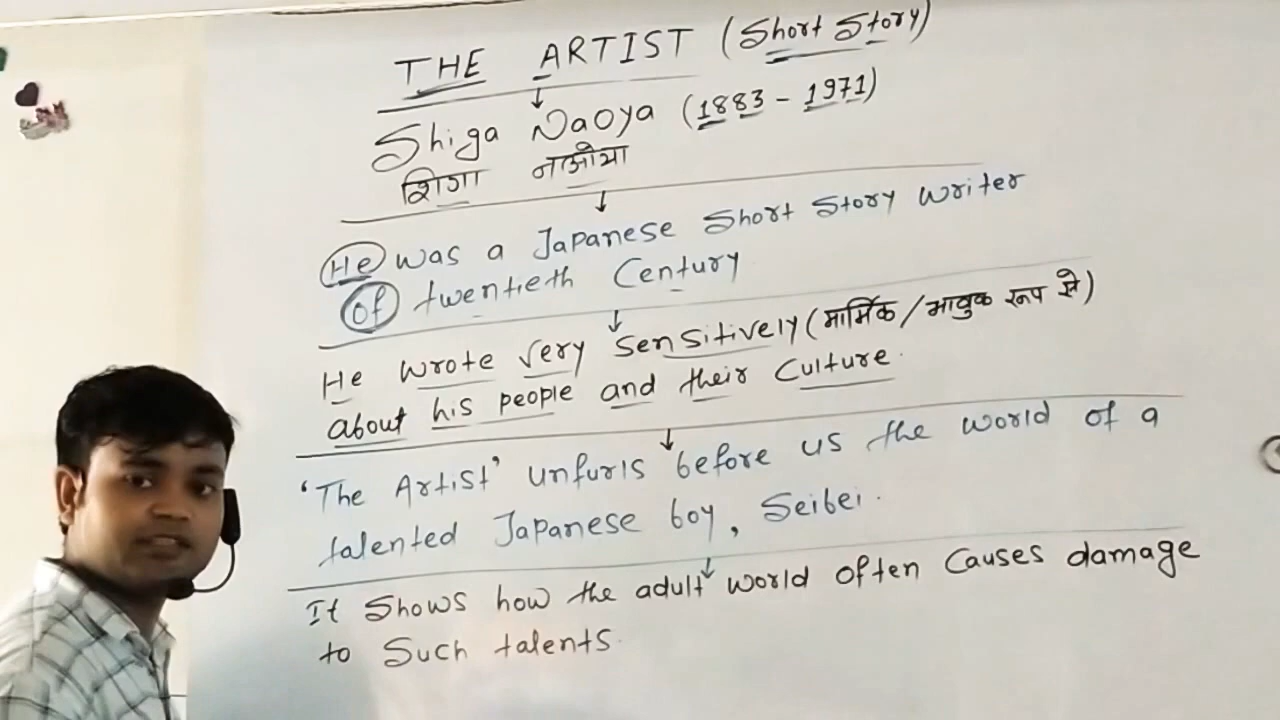 THE ARTIST (Short Story)
Shiga Naoya (1883 - 1971)
शिगा नओया
He was a Japanese Short Story writer
Of twentieth Century
He wrote very Sensitively (मार्मिक / भावुक रूप से)
about his people and their Culture.
'The Artist' unfurls before us the world of a
talented Japanese boy, Seibei.
It Shows how the adult world often Causes damage
to Such talents.